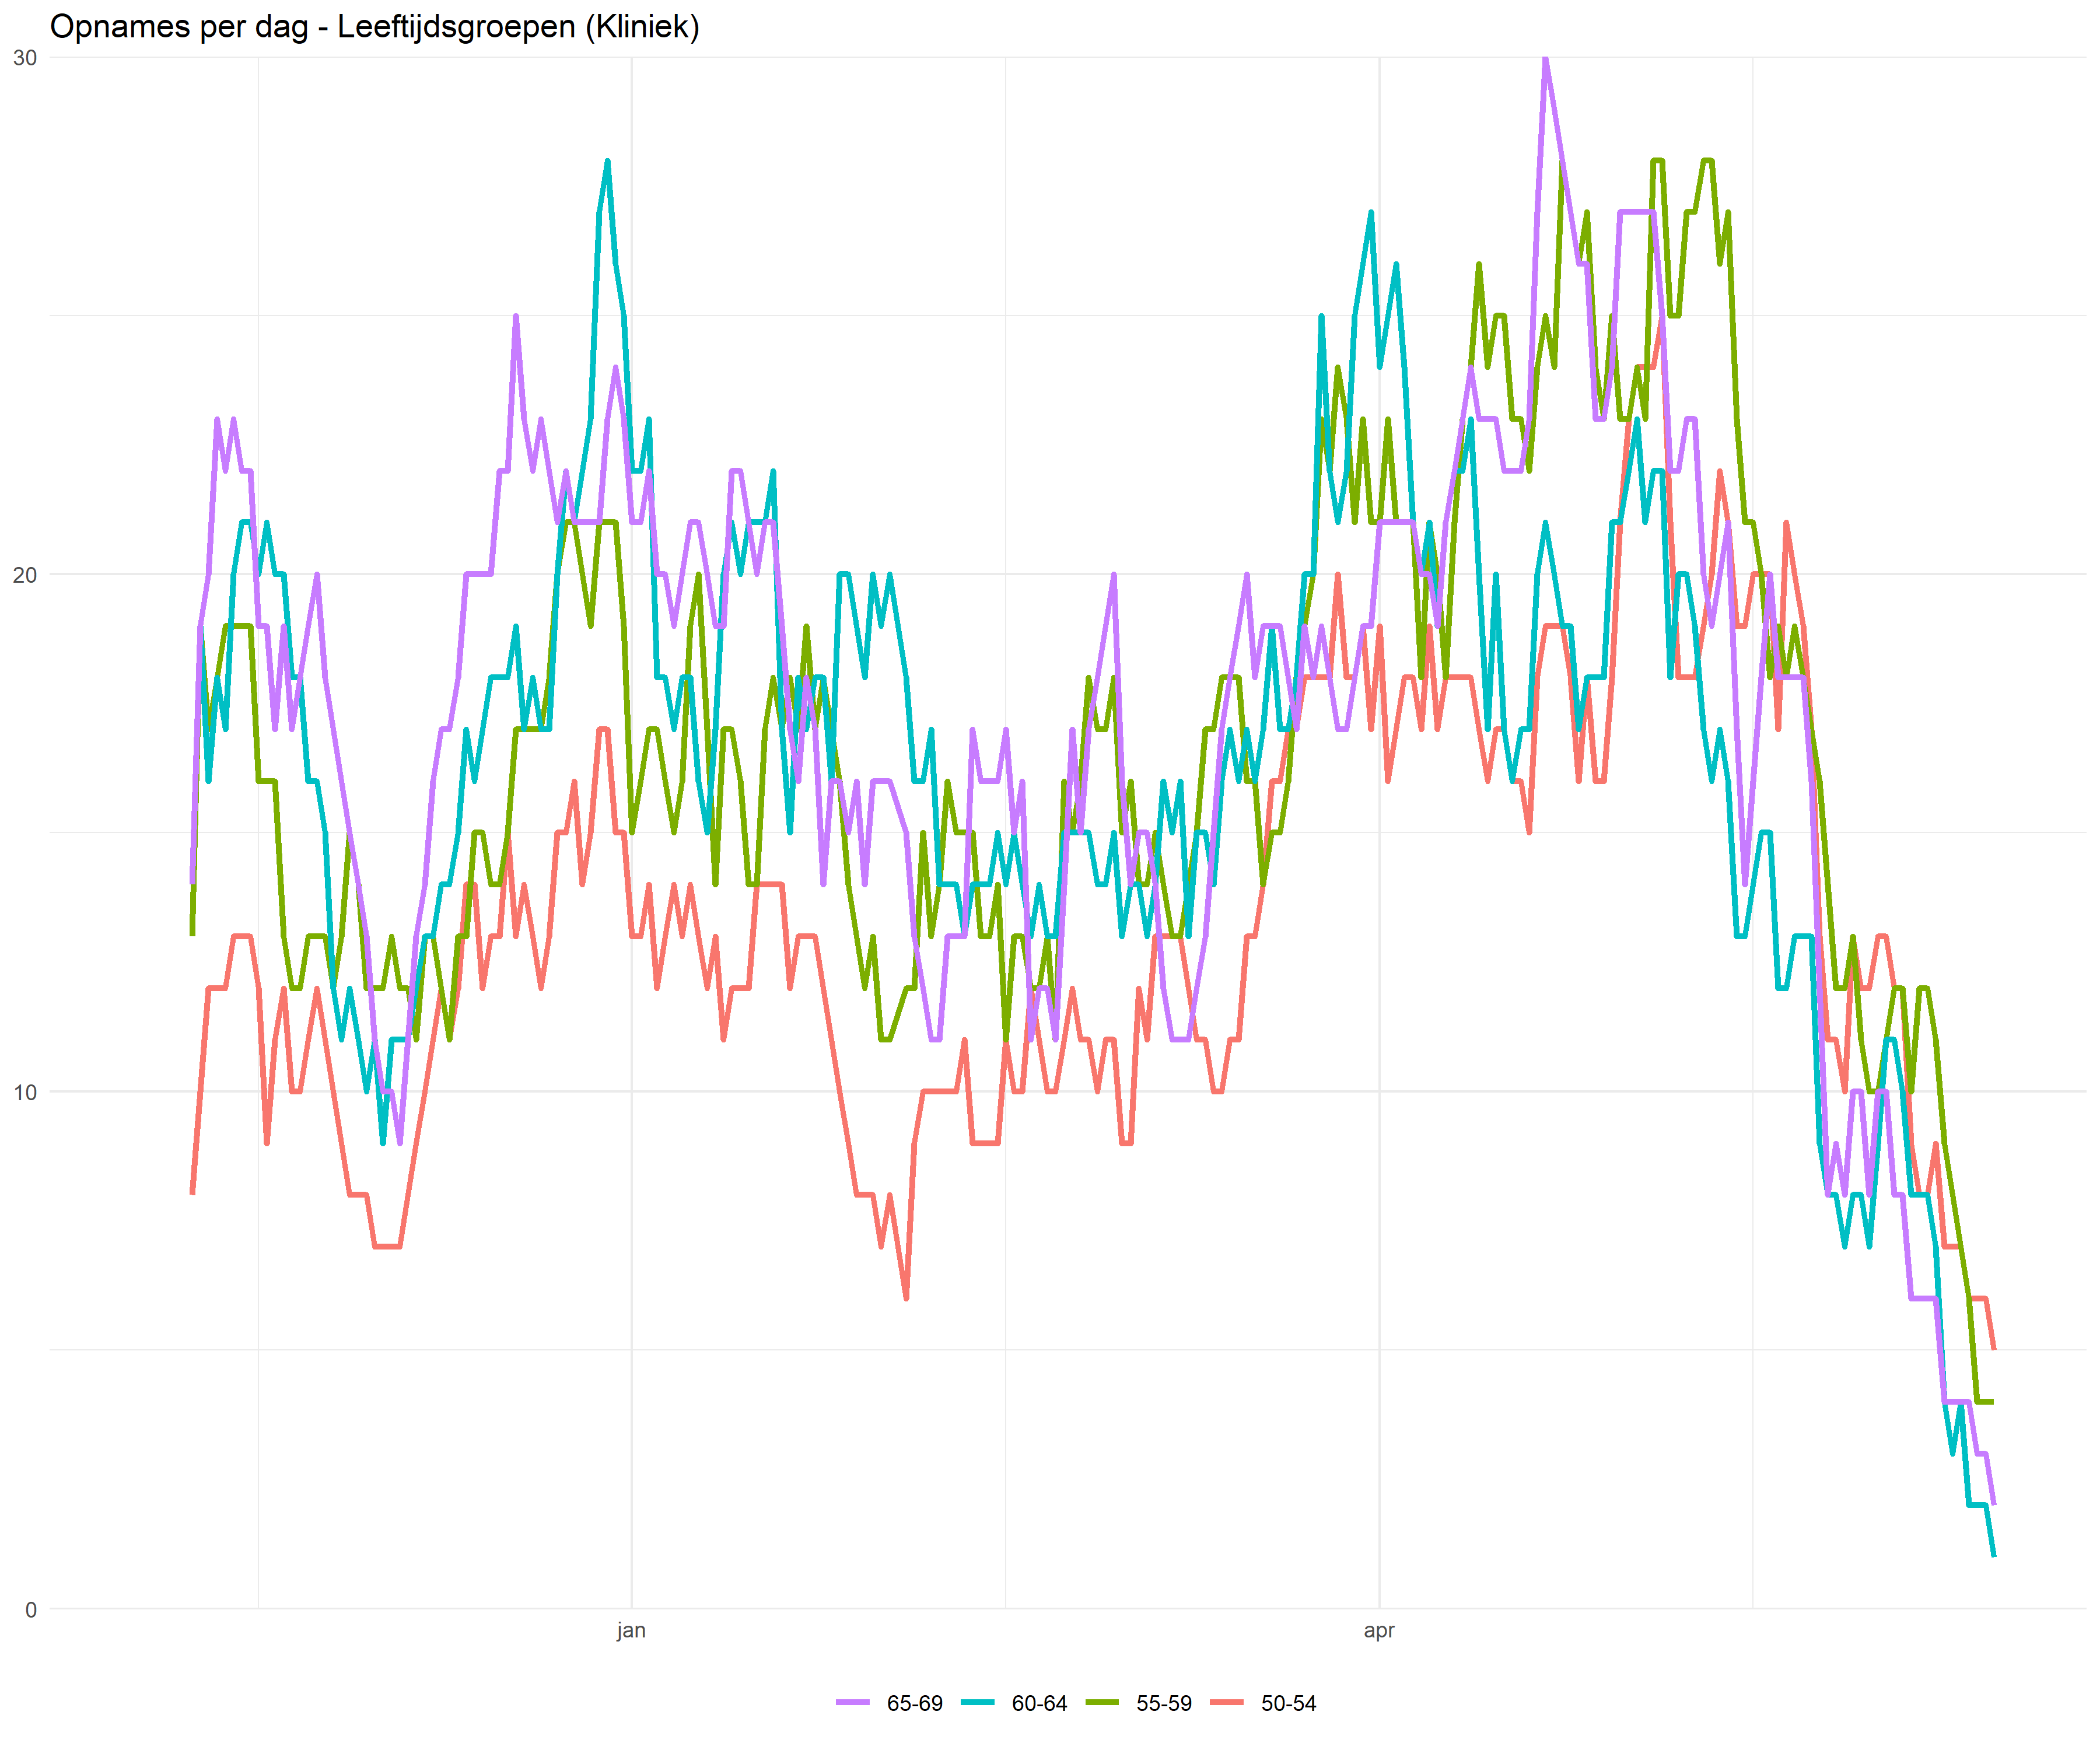 Opnames per dag - Leeftijdsgroepen (Kliniek)
30
20
10
0
jan apr
65-69 60-64 55-59 50-54